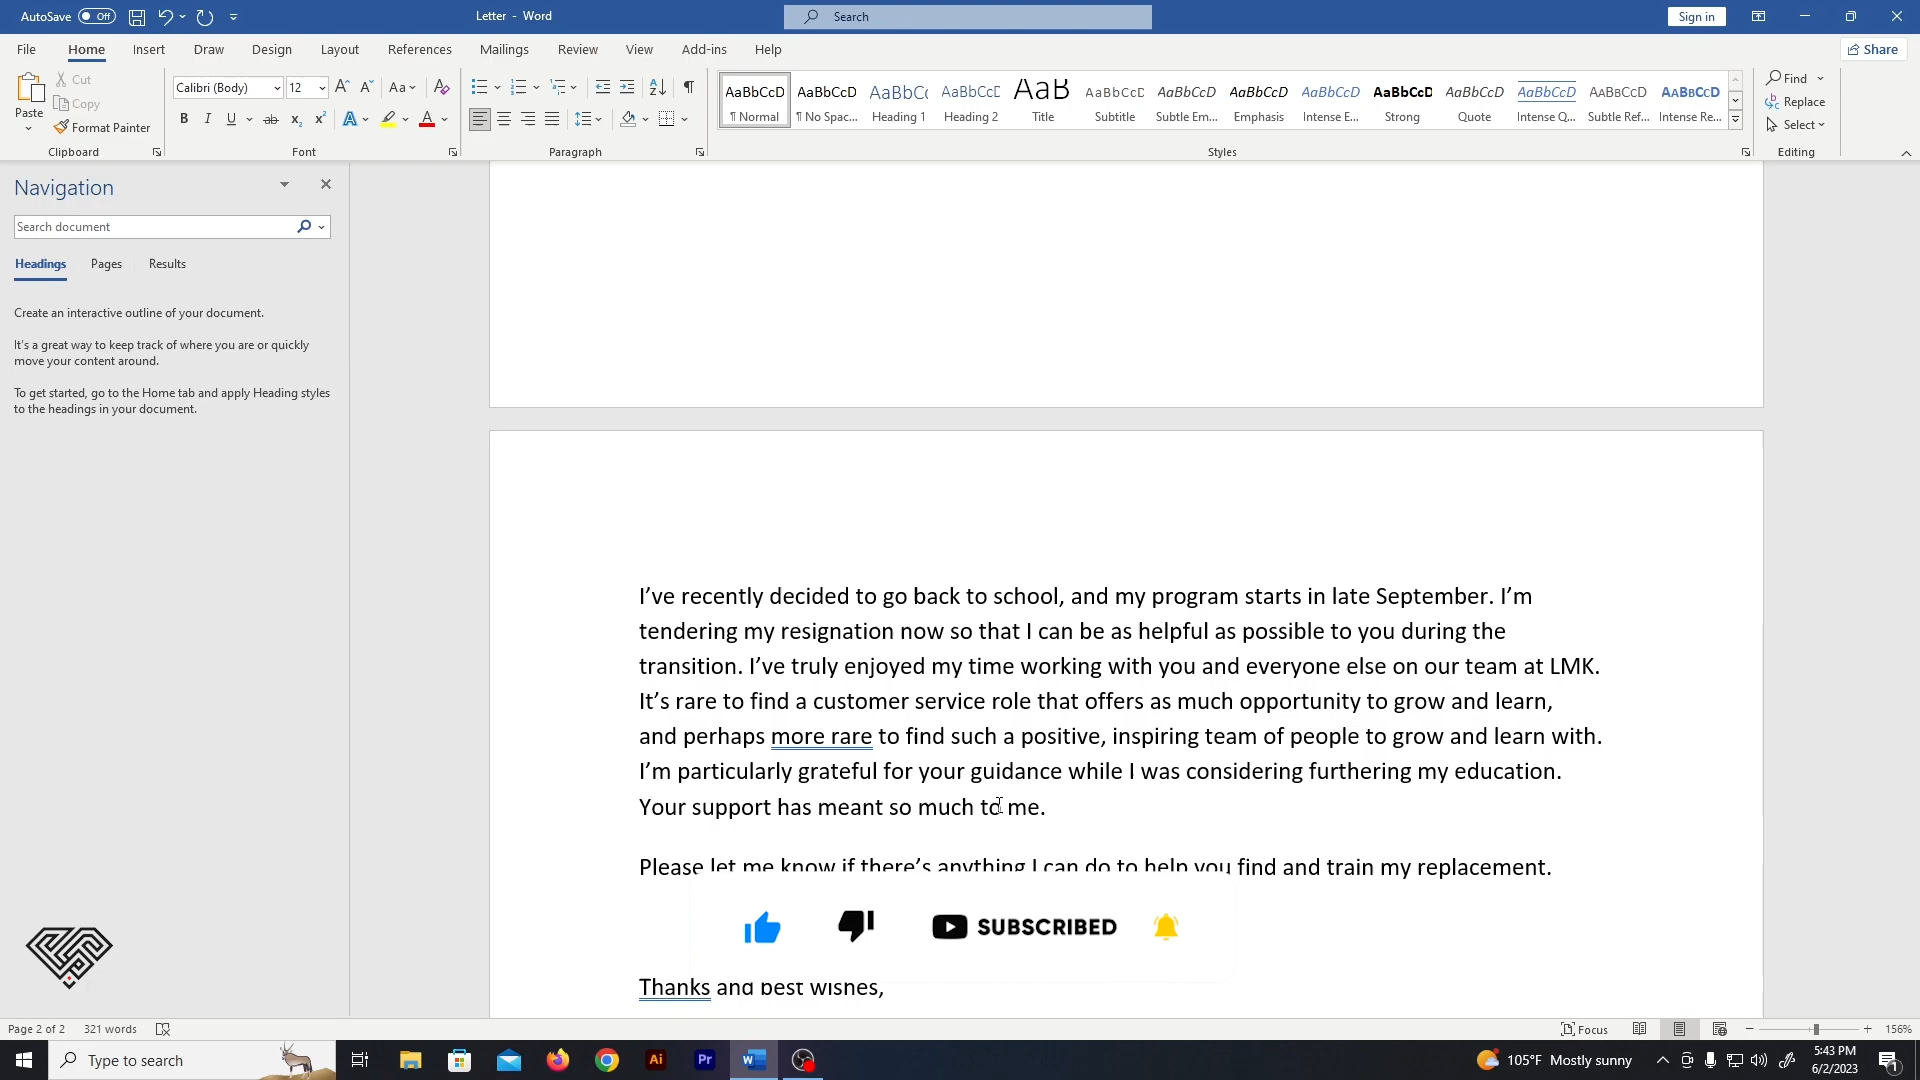 AutoSave Off
Letter - Word
Search
Sign in
File Home Insert Draw Design Layout References Mailings Review View Add-ins Help
Share
Paste
Cut
Copy
Format Painter
Clipboard
Calibri (Body) 12
Font
Paragraph
AaBbCcD
¶ Normal
AaBbCcD
¶ No Spac...
AaBbC
Heading 1
AaBbCcC
Heading 2
AaB
Title
AaBbCcD
Subtitle
AaBbCcD
Subtle Em...
AaBbCcD
Emphasis
AaBbCcD
Intense E...
AaBbCcD
Strong
AaBbCcD
Quote
AaBbCcD
Intense Q...
AaBbCcD
Subtle Ref...
AaBbCcD
Intense Re...
Styles
Find
Replace
Select
Editing
Navigation
Search document
Headings Pages Results
Create an interactive outline of your document.
It's a great way to keep track of where you are or quickly
move your content around.
To get started, go to the Home tab and apply Heading styles
to the headings in your document.
I've recently decided to go back to school, and my program starts in late September. I'm
tendering my resignation now so that I can be as helpful as possible to you during the
transition. I've truly enjoyed my time working with you and everyone else on our team at LMK.
It's rare to find a customer service role that offers as much opportunity to grow and learn,
and perhaps more rare to find such a positive, inspiring team of people to grow and learn with.
I'm particularly grateful for your guidance while I was considering furthering my education.
Your support has meant so much to me.
Please let me know if there's anything I can do to help you find and train my replacement.
SUBSCRIBED
Thanks and best wishes,
Page 2 of 2 321 words
Focus
156%
Type to search
105°F Mostly sunny
5:43 PM
6/2/2023